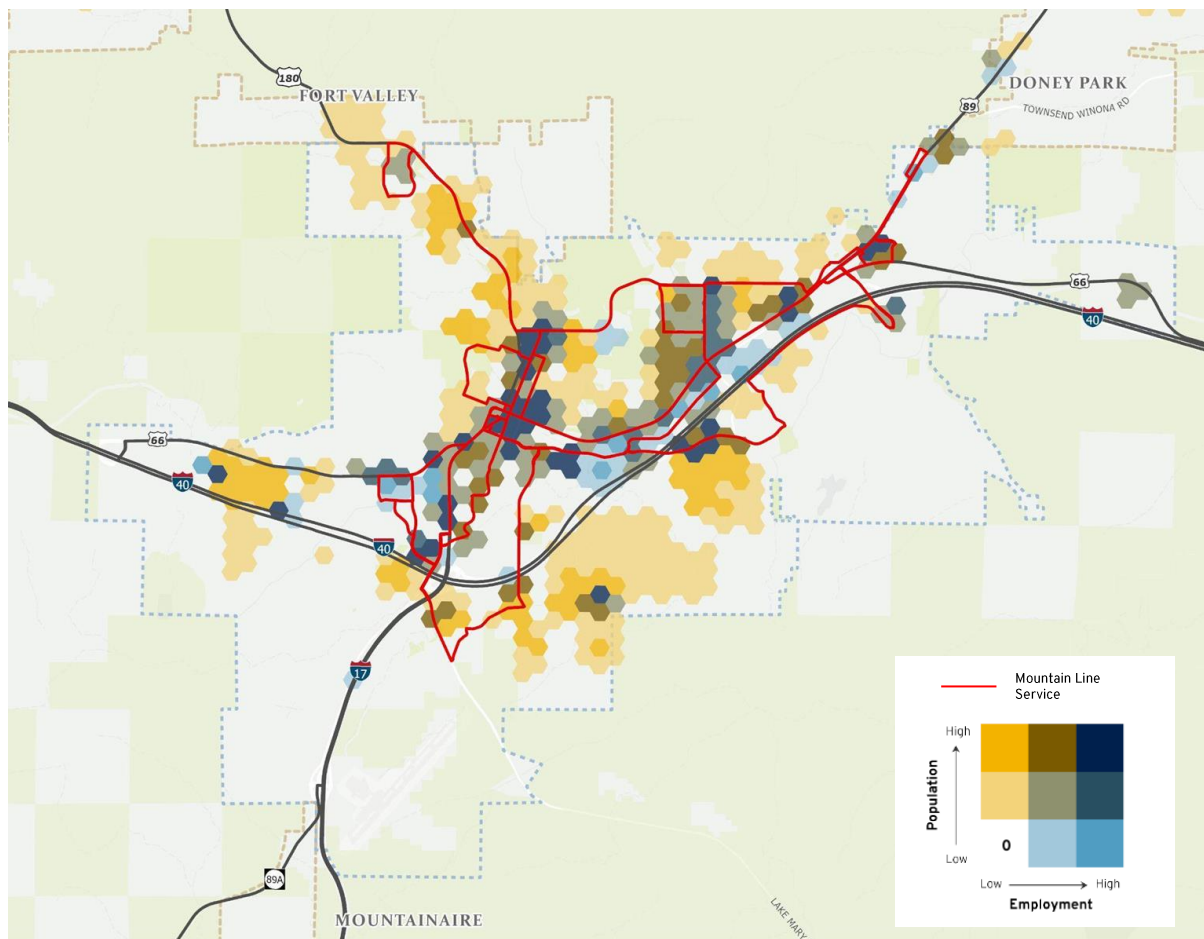 180
FORT VALLEY
DONEY PARK
89
TOWNSEND WINONA RD
66
40
66
40
40
17
89A
MOUNTAINAIRE
LAKE MARY
Mountain Line
Service
High
Population
Low
0
Low
High
Employment